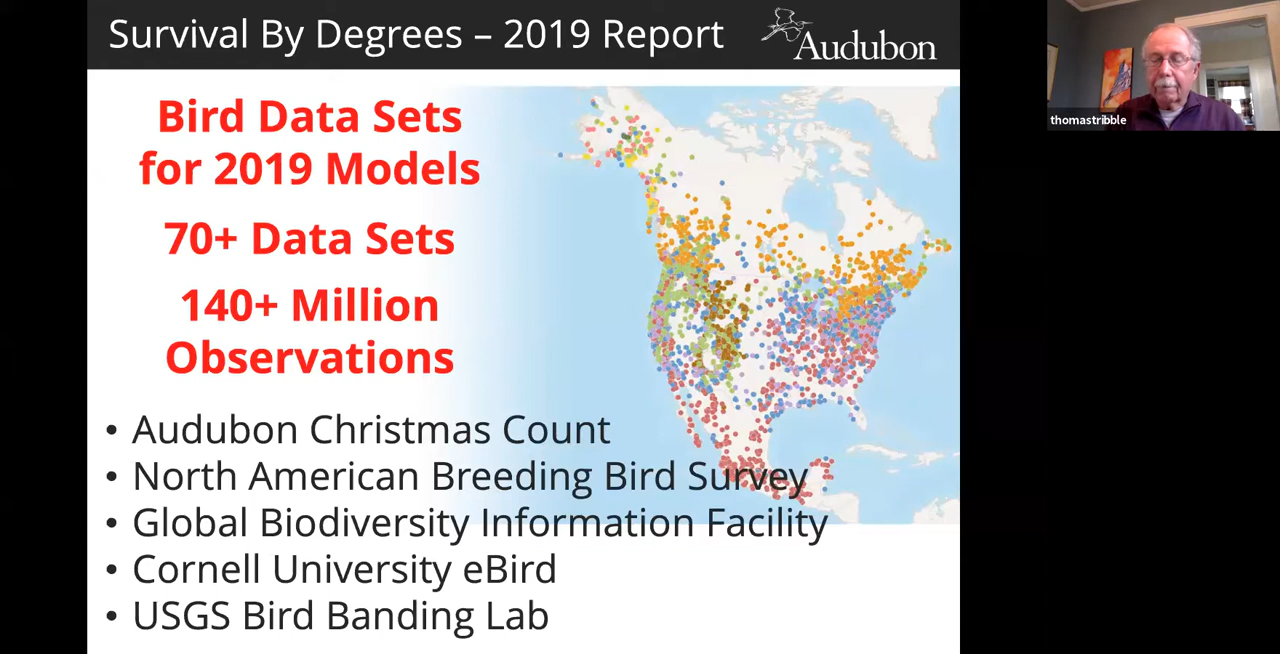 Survival By Degrees – 2019 Report
Audubon
thomastribble
Bird Data Sets
for 2019 Models
70+ Data Sets
140+ Million
Observations
• Audubon Christmas Count
• North American Breeding Bird Survey
• Global Biodiversity Information Facility
• Cornell University eBird
• USGS Bird Banding Lab